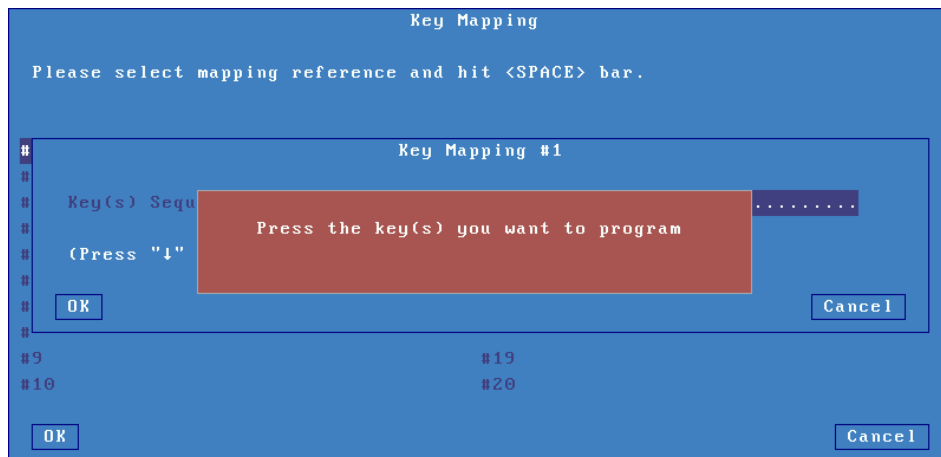 Key Mapping
Please select mapping reference and hit <SPACE> bar.
#
Key Mapping #1
#
# Key(s) Sequ .........
# Press the key(s) you want to program
# (Press "↓"
#
# OK Cancel
#
#9 #19
#10 #20
OK Cancel